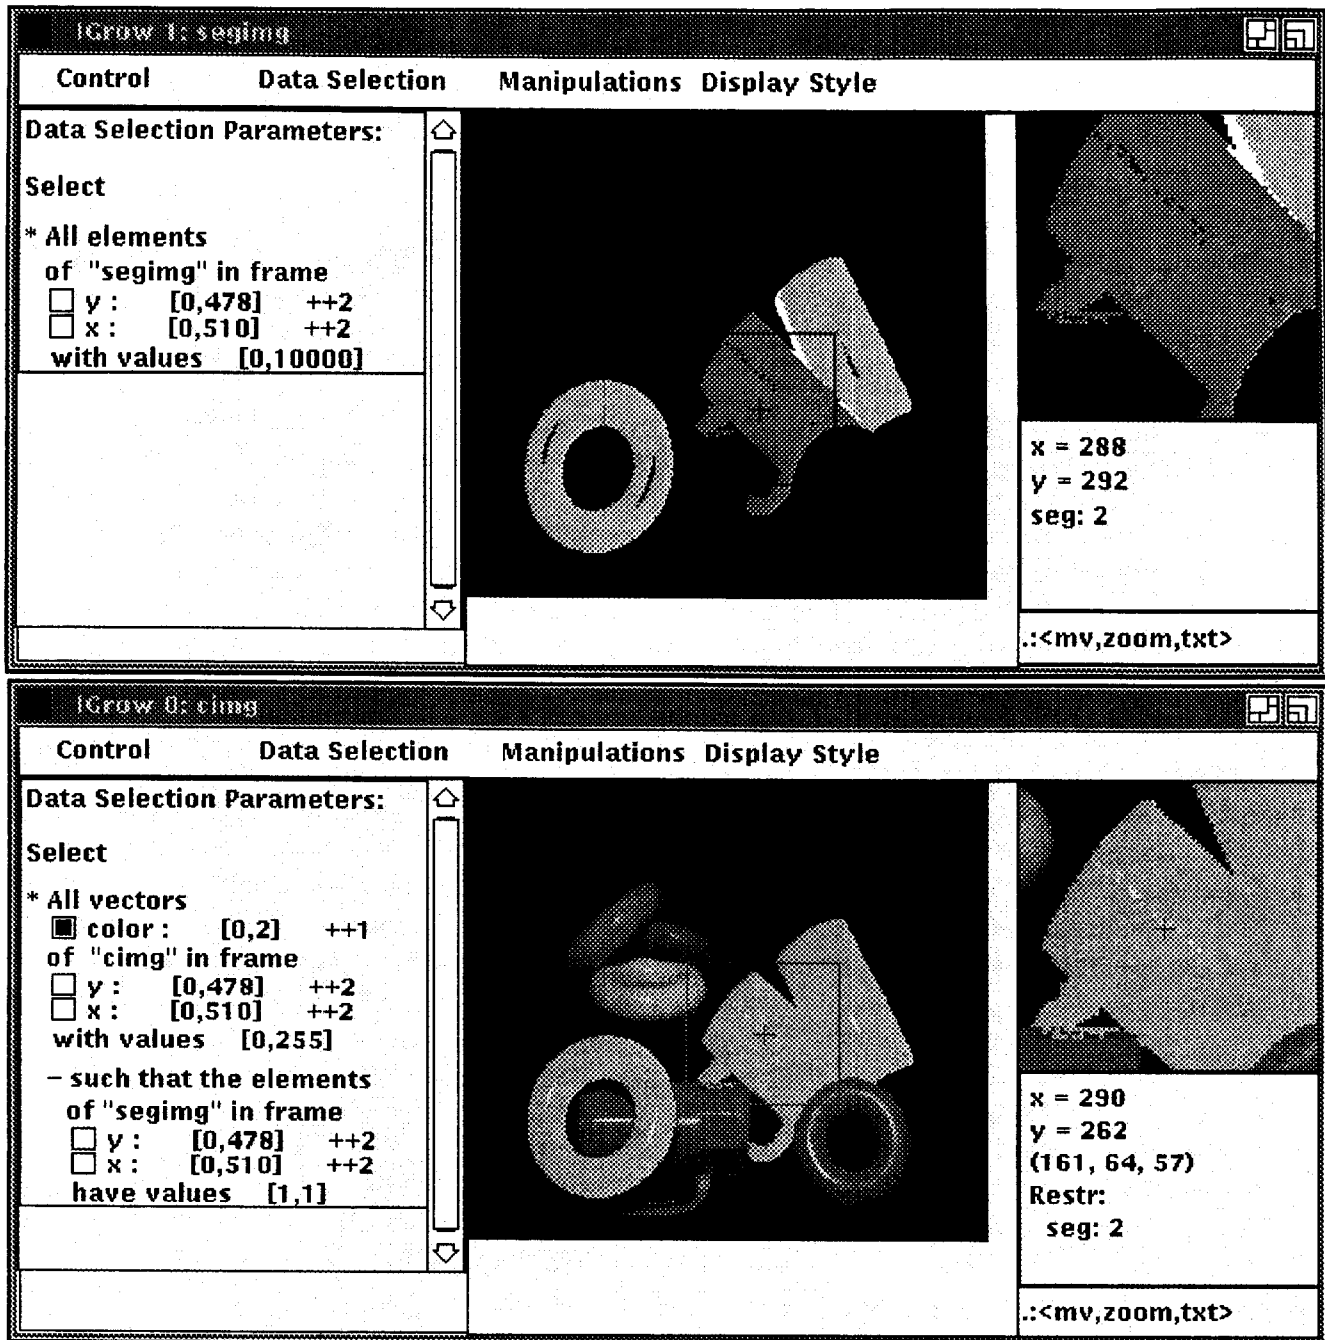 IGrow 1: segimg
Control Data Selection Manipulations Display Style
Data Selection Parameters:
Select
* All elements
of "segimg" in frame
y : [0,478] ++2
x : [0,510] ++2
with values [0,10000]
x = 288
y = 292
seg: 2
.:<mv,zoom,txt>
IGrow 0: cimg
Control Data Selection Manipulations Display Style
Data Selection Parameters:
Select
* All vectors
color : [0,2] ++1
of "cimg" in frame
y : [0,478] ++2
x : [0,510] ++2
with values [0,255]
– such that the elements
of "segimg" in frame
y : [0,478] ++2
x : [0,510] ++2
have values [1,1]
x = 290
y = 262
(161, 64, 57)
Restr:
seg: 2
.:<mv,zoom,txt>